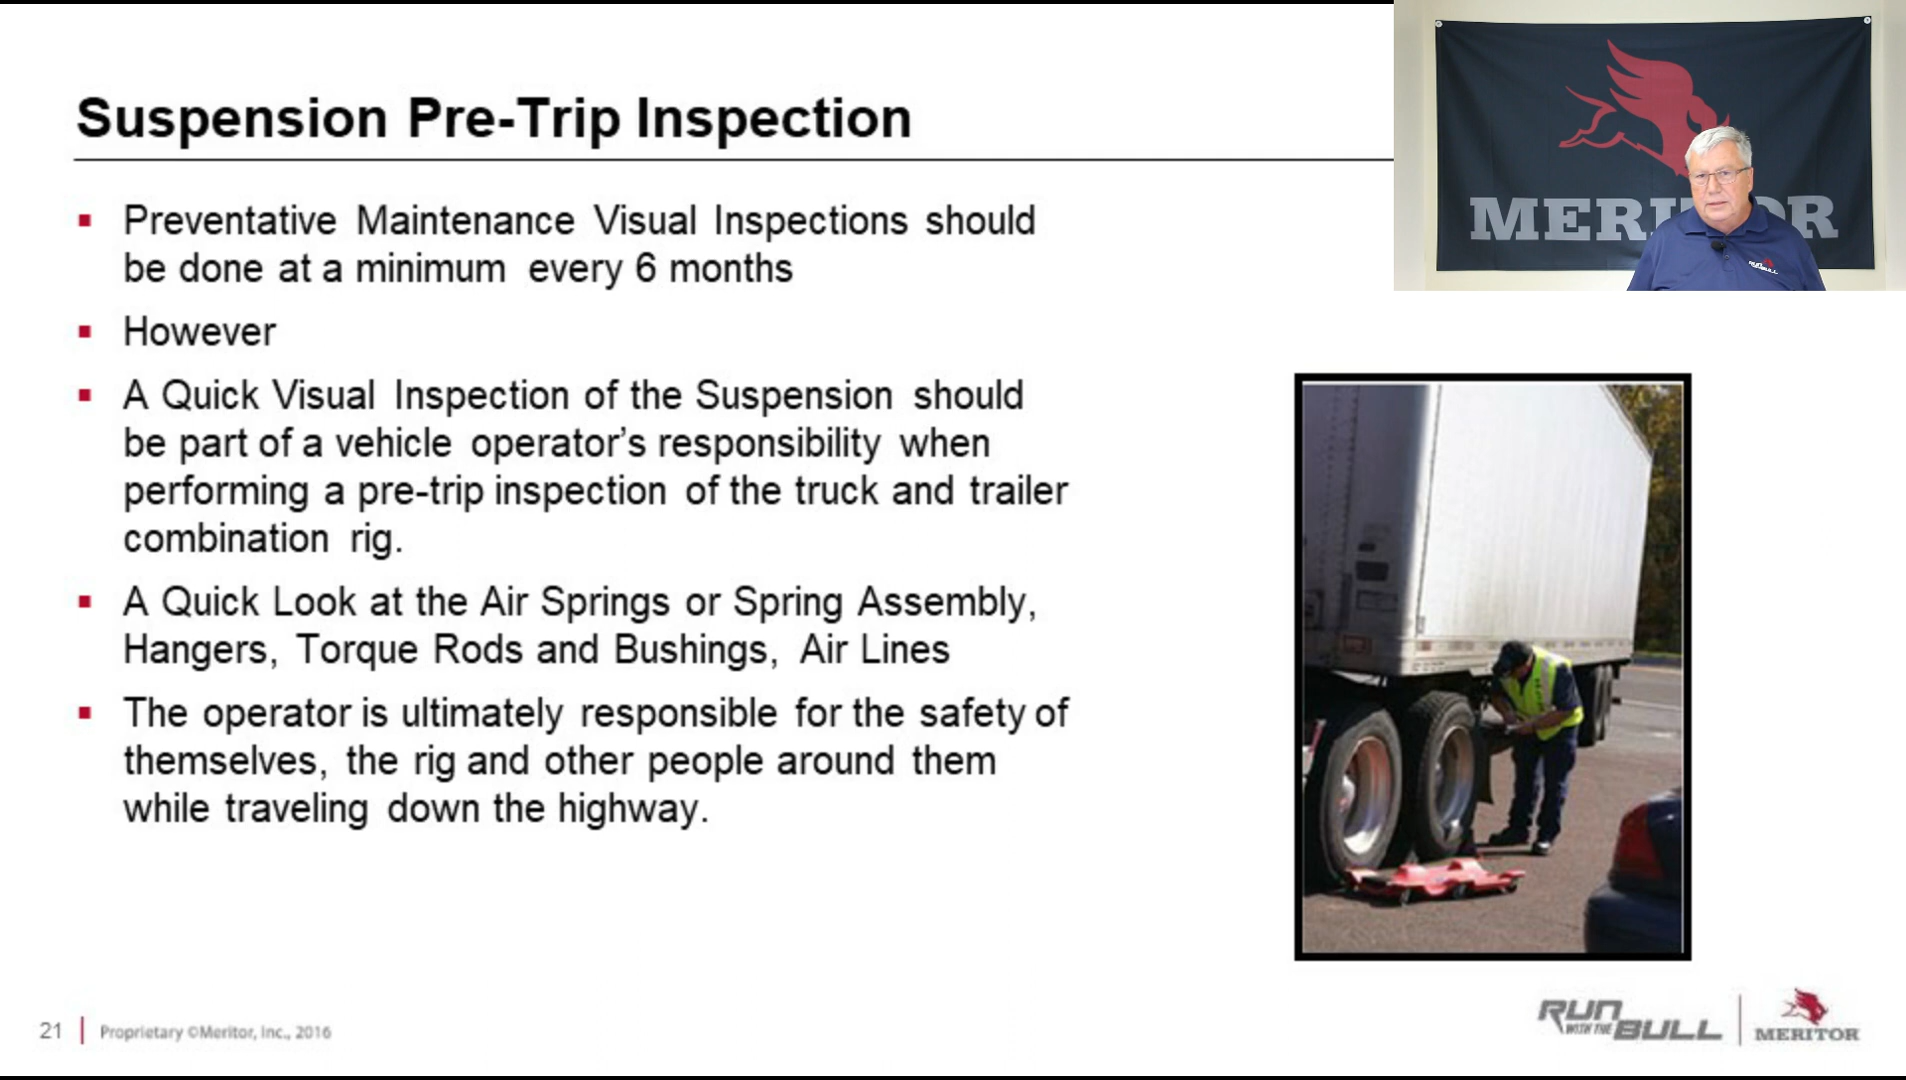 Suspension Pre-Trip Inspection
Preventative Maintenance Visual Inspections should
be done at a minimum every 6 months
However
A Quick Visual Inspection of the Suspension should
be part of a vehicle operator’s responsibility when
performing a pre-trip inspection of the truck and trailer
combination rig.
A Quick Look at the Air Springs or Spring Assembly,
Hangers, Torque Rods and Bushings, Air Lines
The operator is ultimately responsible for the safety of
themselves, the rig and other people around them
while traveling down the highway.
21
Proprietary ©Meritor, Inc., 2016
RUN WITH THE BULL
MERITOR